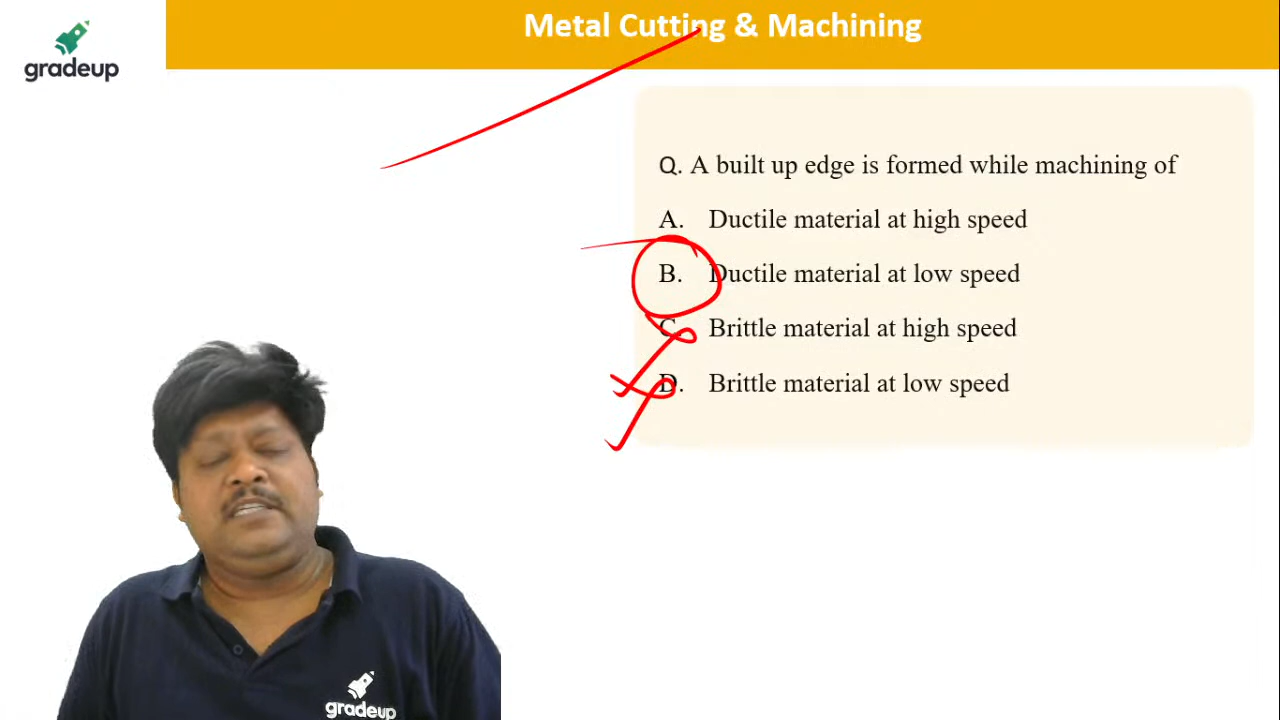 Metal Cutting & Machining
gradeup
Q. A built up edge is formed while machining of
A. Ductile material at high speed
B. Ductile material at low speed
C. Brittle material at high speed
D. Brittle material at low speed
gradeup